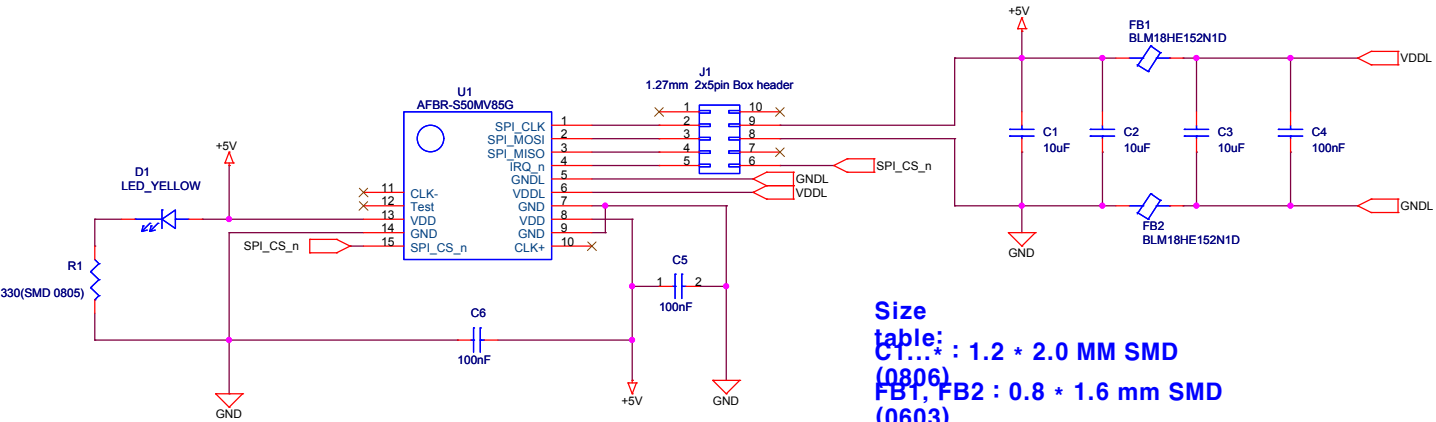 +5V
FB1
BLM18HE152N1D
VDDL
C1
10uF
C2
10uF
C3
10uF
C4
100nF
GNDL
FB2
BLM18HE152N1D
GND
J1
1.27mm 2x5pin Box header
1
2
3
4
5
10
9
8
7
6
SPI_CS_n
GNDL
VDDL
U1
AFBR-S50MV85G
SPI_CLK 1
SPI_MOSI 2
SPI_MISO 3
IRQ_n 4
GNDL 5
VDDL 6
GND 7
VDD 8
GND 9
CLK+ 10
11 CLK-
12 Test
13 VDD
14 GND
15 SPI_CS_n
SPI_CS_n
+5V
D1
LED_YELLOW
R1
330(SMD 0805)
C5
1 2
100nF
C6
100nF
GND
+5V
GND
Size
table:
C1...* : 1.2 * 2.0 MM SMD
(0806)
FB1, FB2 : 0.8 * 1.6 mm SMD
(0603)